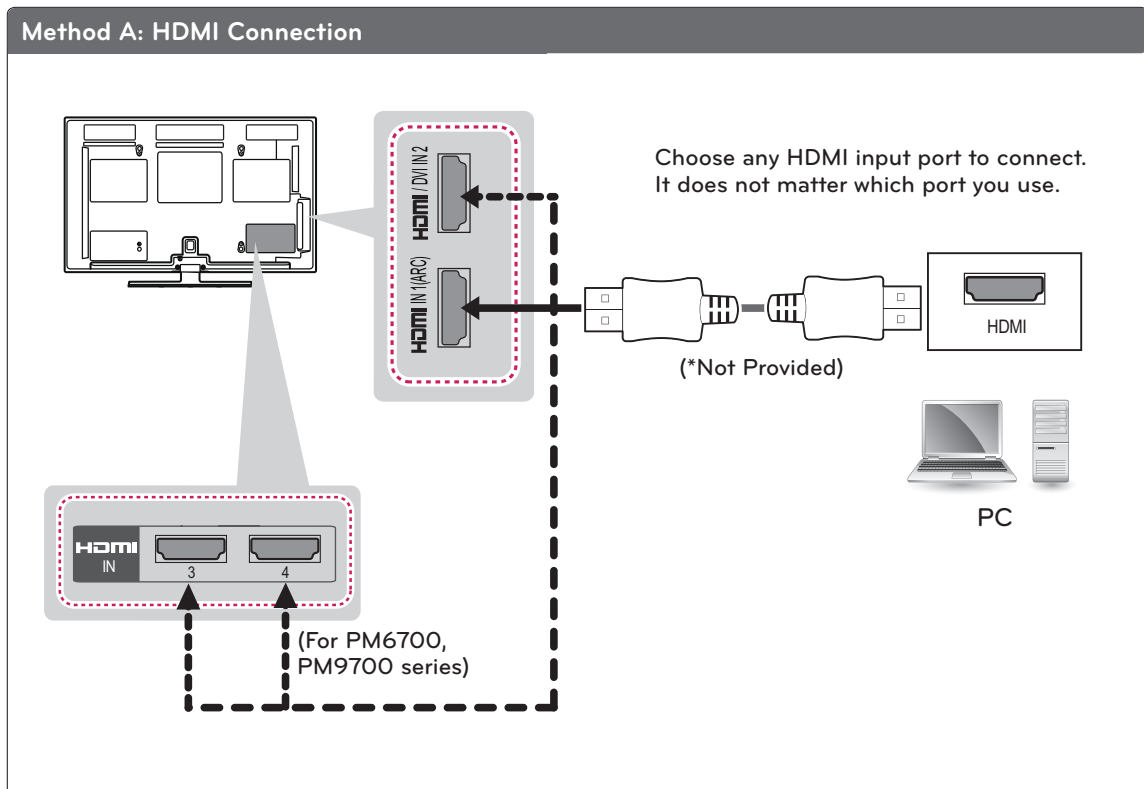 Method A: HDMI Connection
Choose any HDMI input port to connect.
It does not matter which port you use.
HDMI / DVI IN 2
HDMI IN 1(ARC)
HDMI
(*Not Provided)
PC
HDMI
IN
3
4
(For PM6700,
PM9700 series)